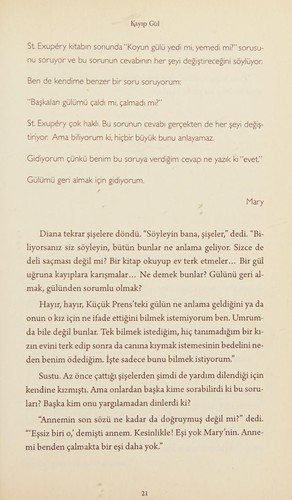 Kayıp Gül
St. Exupéry kitabın sonunda “Koyun gülü yedi mi, yemedi mi?” sorusu-
nu soruyor ve bu sorunun cevabının her şeyi değiştireceğini söylüyor.
Ben de kendime benzer bir soru soruyorum:
“Başkaları gülümü çaldı mı, çalmadı mı?”
St. Exupéry çok haklı. Bu sorunun cevabı gerçekten de her şeyi değiş-
tiriyor. Ama biliyorum ki, hiçbir büyük bunu anlayamaz.
Gidiyorum çünkü benim bu soruya verdiğim cevap ne yazık ki “evet.”
Gülümü geri almak için gidiyorum.
Mary
Diana tekrar şişelere döndü. “Söyleyin bana, şişeler,” dedi. “Bi-
liyorsanız siz söyleyin, bütün bunlar ne anlama geliyor. Sizce de
deli saçması değil mi? Bir kitap okuyup ev terk etmeler... Bir gül
uğruna kayıplara karışmalar... Ne demek bunlar? Gülünü geri al-
mak, gülünden sorumlu olmak?
Hayır, hayır, Küçük Prens’teki gülün ne anlama geldiğini ya da
onun o kız için ne ifade ettiğini bilmek istemiyorum ben. Umrum-
da bile değil bunlar. Tek bilmek istediğim, hiç tanımadığım bir kı-
zın evini terk edip sonra da canına kıymak istemesinin bedelini ne-
den benim ödediğim. İşte sadece bunu bilmek istiyorum.”
Sustu. Az önce çattığı şişelerden şimdi de yardım dilendiği için
kendine kızmıştı. Ama onlardan başka kime sorabilirdi ki bu soru-
ları? Başka kim onu yargılamadan dinlerdi ki?
“Annemin son sözü ne kadar da doğruymuş değil mi?” dedi.
“‘Eşsiz biri o,’ demişti annem. Kesinlikle! Eşi yok Mary’nin. Anne-
mi benden çalmakta bir eşi daha yok.”
21